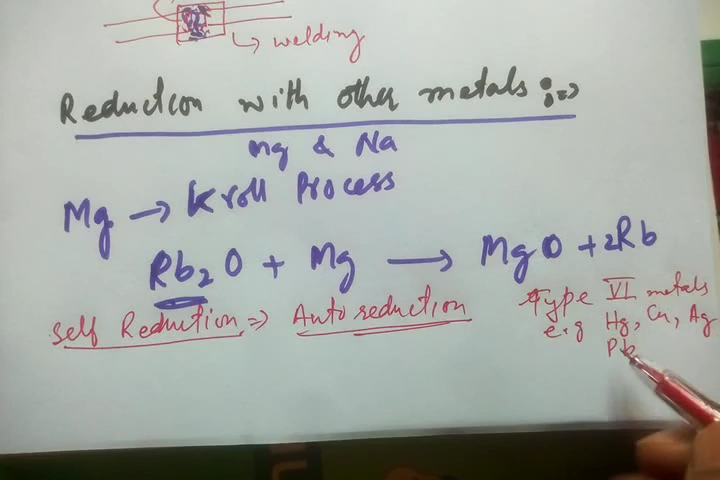 ↳ welding
Reduction with other metals :⇒
Mg & Na
Mg → Kroll Process
Rb₂O + Mg ⟶ MgO + 2Rb
Self Reduction ⇒ Auto reduction
Type VI metals
e.g Hg, Cu, Ag
Pb